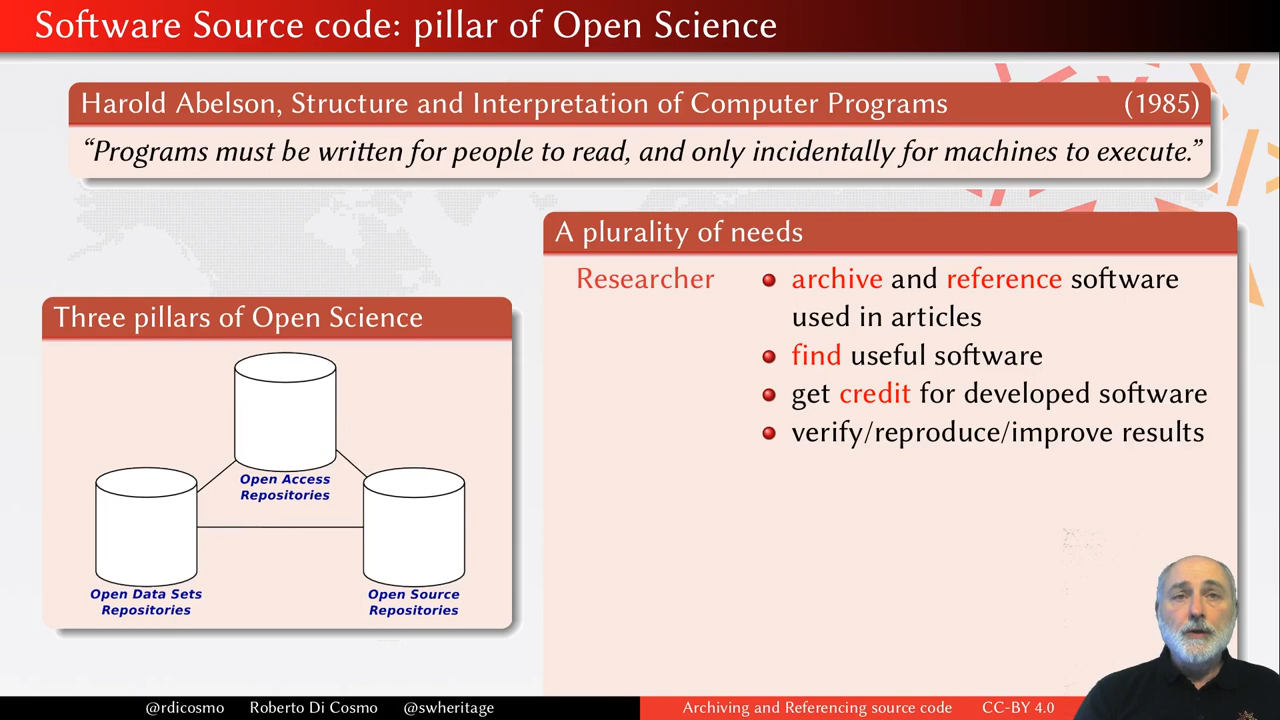 Software Source code: pillar of Open Science
Harold Abelson, Structure and Interpretation of Computer Programs (1985)
“Programs must be written for people to read, and only incidentally for machines to execute.”
Three pillars of Open Science
Open Access
Repositories
Open Data Sets
Repositories
Open Source
Repositories
A plurality of needs
Researcher
archive and reference software
used in articles
find useful software
get credit for developed software
verify/reproduce/improve results
@rdicosmo Roberto Di Cosmo @swheritage
Archiving and Referencing source code CC-BY 4.0